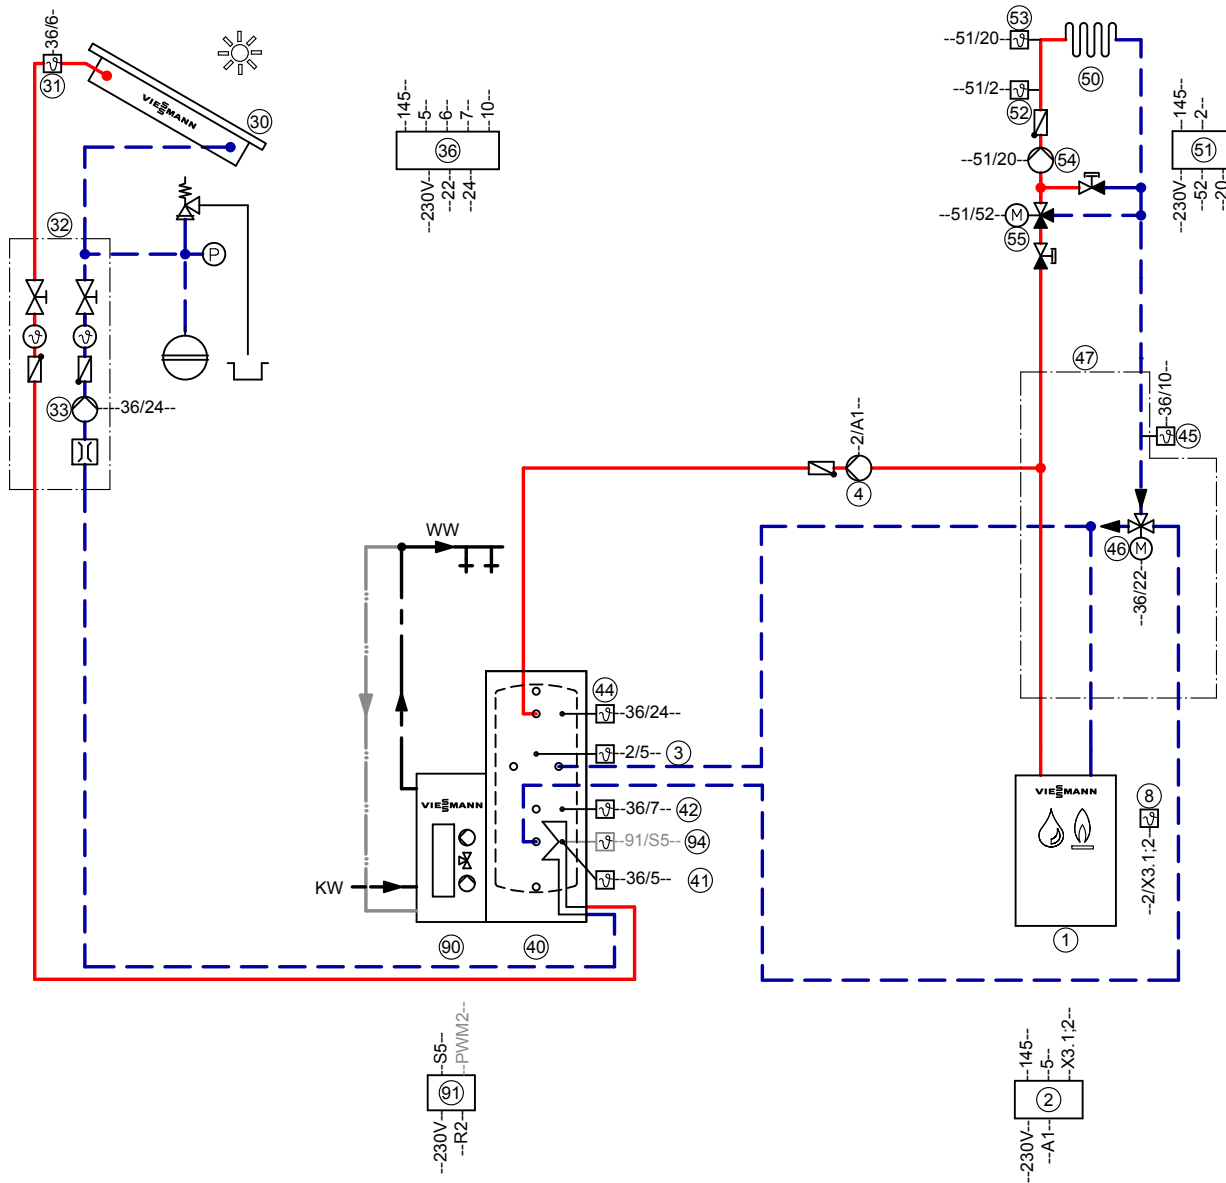 --36/6-
31
VIESSMANN
30
--145--
--5--
--6--
--7--
--10--
36
--230V--
--22--
--24--
53
--51/20--
50
--51/2--
52
--51/20--
54
--145--
--2--
51
--230V--
--52--
--20--
--51/52--
M
55
32
P
33
----36/24--
47
--36/10--
45
--2/A1--
4
46
M
--36/22--
WW
44
--36/24--
--2/5--
3
VIESSMANN
--36/7--
42
--91/S5--
94
--36/5--
41
KW
90
40
VIESSMANN
8
--2/X3.1;2--
1
--S5--
--PWM2--
91
--230V--
--R2--
--145--
--5--
--X3.1;2--
2
--230V--
--A1--